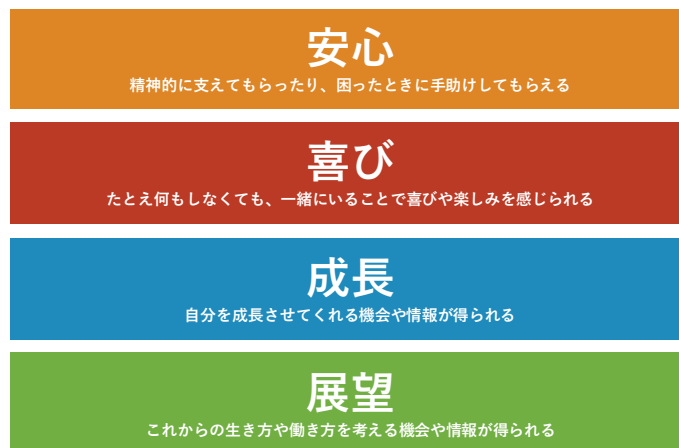 安心
精神的に支えてもらったり、困ったときに手助けしてもらえる
喜び
たとえ何もしなくても、一緒にいることで喜びや楽しみを感じられる
成長
自分を成長させてくれる機会や情報が得られる
展望
これからの生き方や働き方を考える機会や情報が得られる